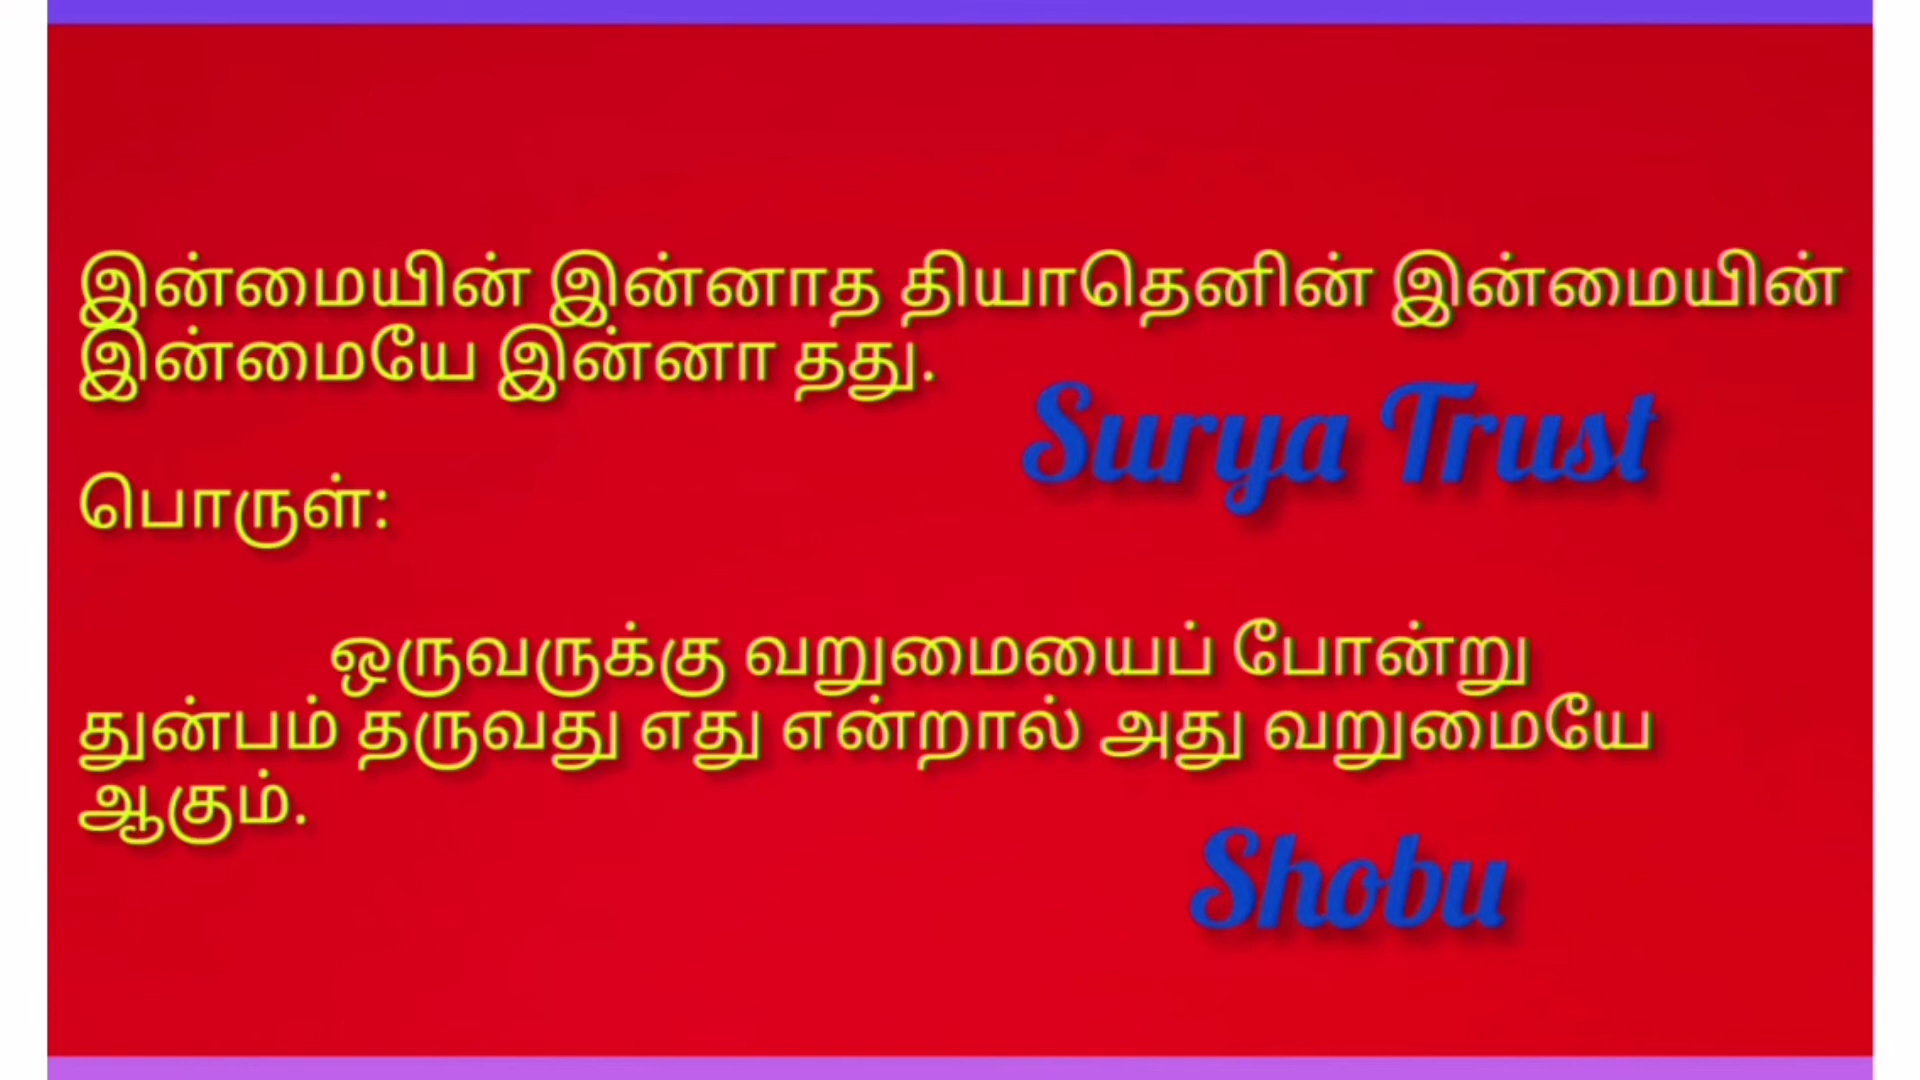 இன்மையின் இன்னாத தியாதெனின் இன்மையின்
இன்மையே இன்னா தது.
Surya Trust
பொருள்:
ஒருவருக்கு வறுமையைப் போன்று
துன்பம் தருவது எது என்றால் அது வறுமையே
ஆகும்.
Shobu